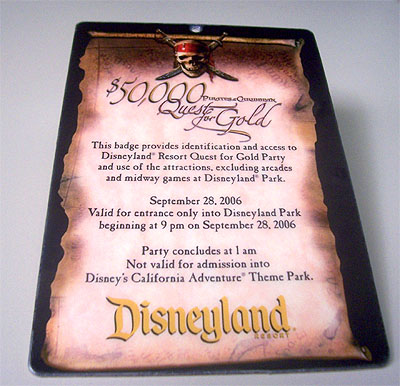 $50,000 Pirates of the Caribbean
Quest
for Gold
This badge provides identification and access to
Disneyland® Resort Quest for Gold Party
and use of the attractions, excluding arcades
and midway games at Disneyland® Park.
September 28, 2006
Valid for entrance only into Disneyland Park
beginning at 9 pm on September 28, 2006
Party concludes at 1 am
Not valid for admission into
Disney's California Adventure® Theme Park.
Disneyland®
RESORT